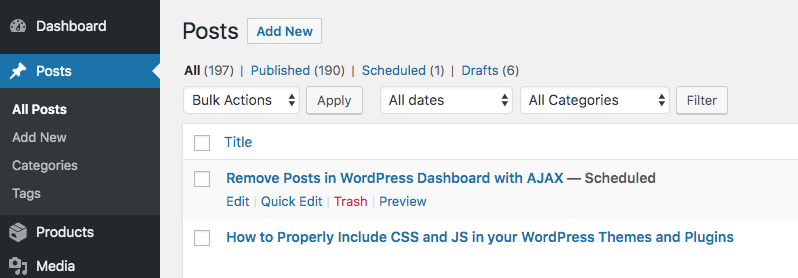 Dashboard
Posts
All Posts
Add New
Categories
Tags
Products
Media
Posts Add New
All (197) | Published (190) | Scheduled (1) | Drafts (6)
Bulk Actions Apply All dates All Categories Filter
Title
Remove Posts in WordPress Dashboard with AJAX — Scheduled
Edit | Quick Edit | Trash | Preview
How to Properly Include CSS and JS in your WordPress Themes and Plugins